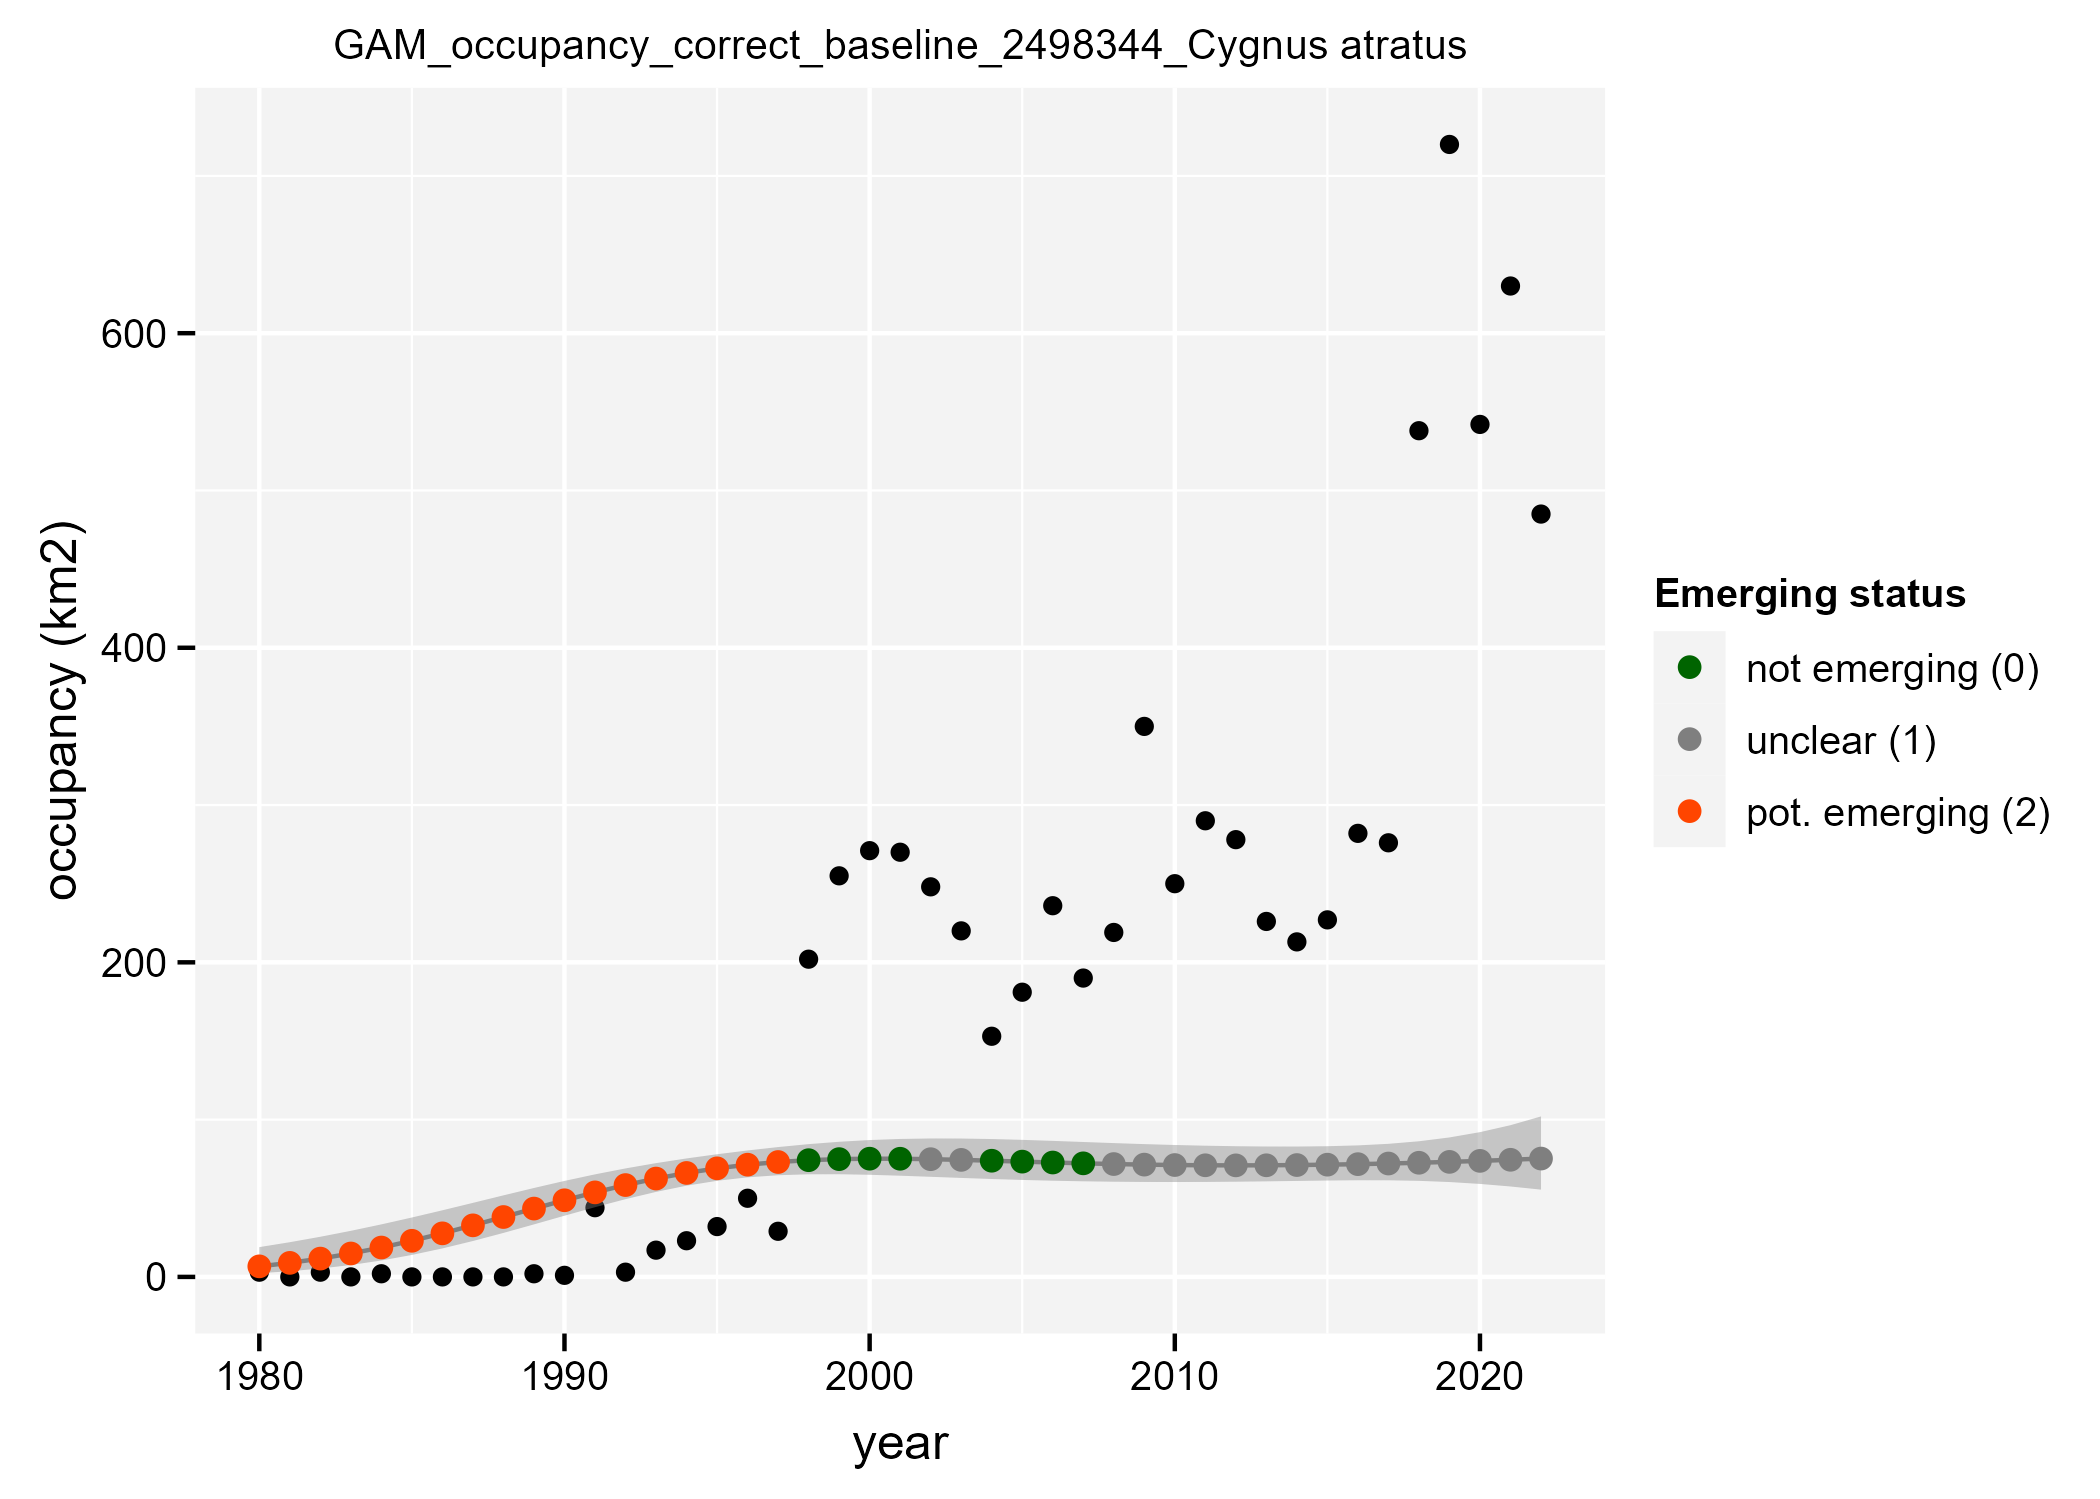 GAM_occupancy_correct_baseline_2498344_Cygnus atratus
occupancy (km2)
600
400
200
0
1980
1990
2000
2010
2020
year
Emerging status
not emerging (0)
unclear (1)
pot. emerging (2)